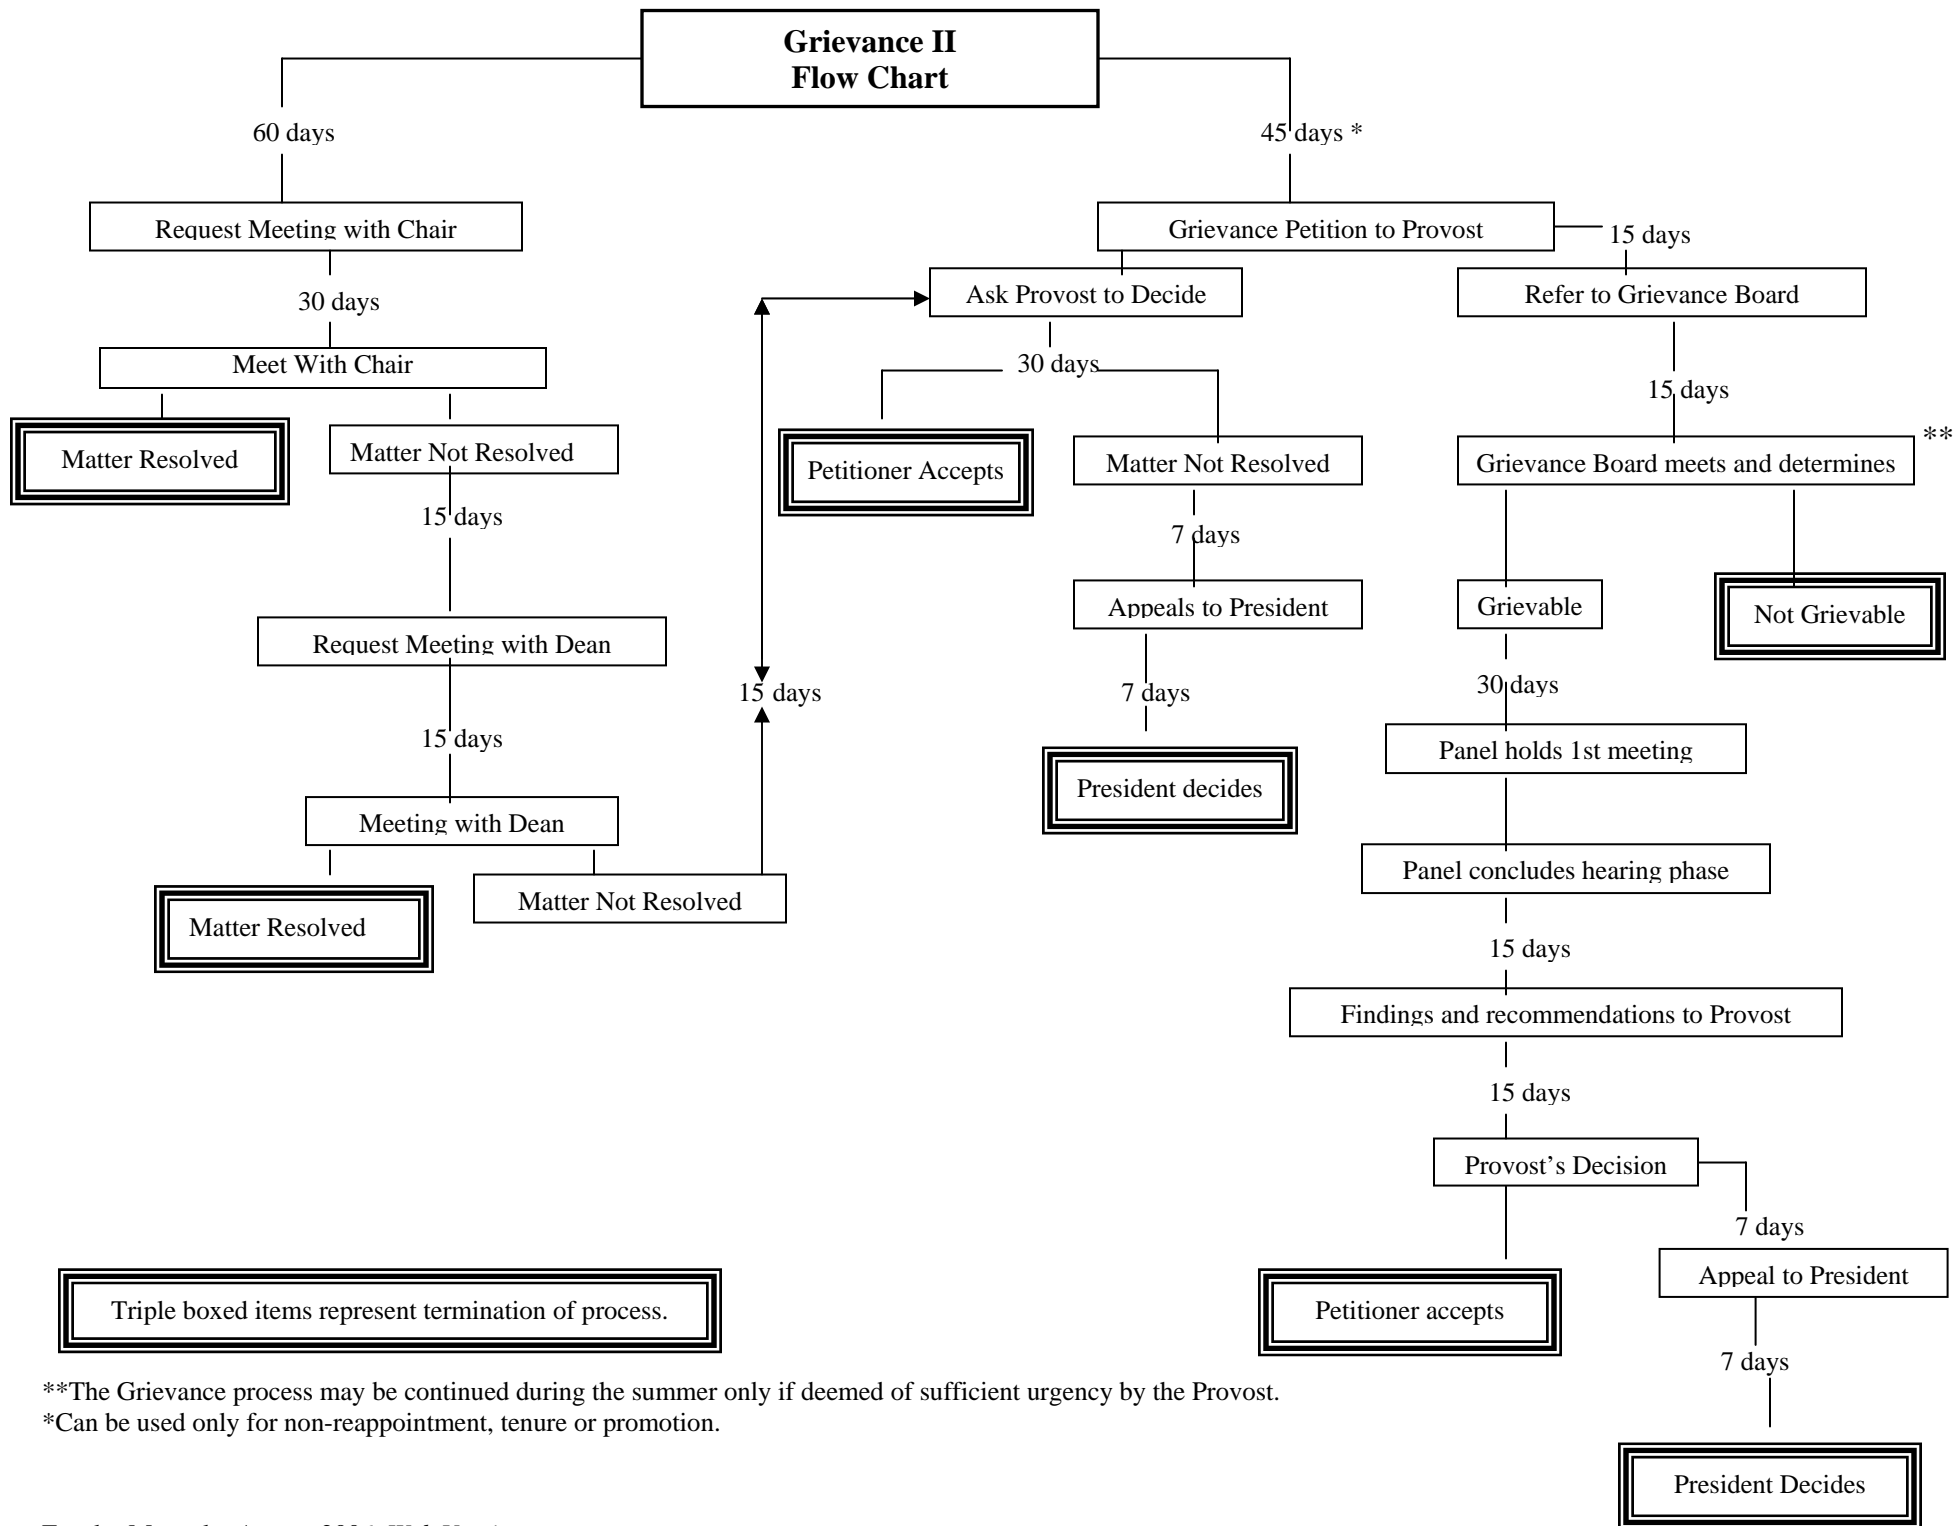 Grievance II
Flow Chart
60 days
45 days *
Request Meeting with Chair
Grievance Petition to Provost
15 days
30 days
Ask Provost to Decide
Refer to Grievance Board
Meet With Chair
30 days
15 days
Matter Resolved
Matter Not Resolved
Petitioner Accepts
Matter Not Resolved
Grievance Board meets and determines
**
15 days
7 days
Appeals to President
Grievable
Not Grievable
Request Meeting with Dean
15 days
7 days
30 days
15 days
Panel holds 1st meeting
President decides
Meeting with Dean
Panel concludes hearing phase
Matter Resolved
Matter Not Resolved
15 days
Findings and recommendations to Provost
15 days
Provost’s Decision
7 days
Appeal to President
Triple boxed items represent termination of process.
Petitioner accepts
7 days
**The Grievance process may be continued during the summer only if deemed of sufficient urgency by the Provost.
*Can be used only for non-reappointment, tenure or promotion.
President Decides